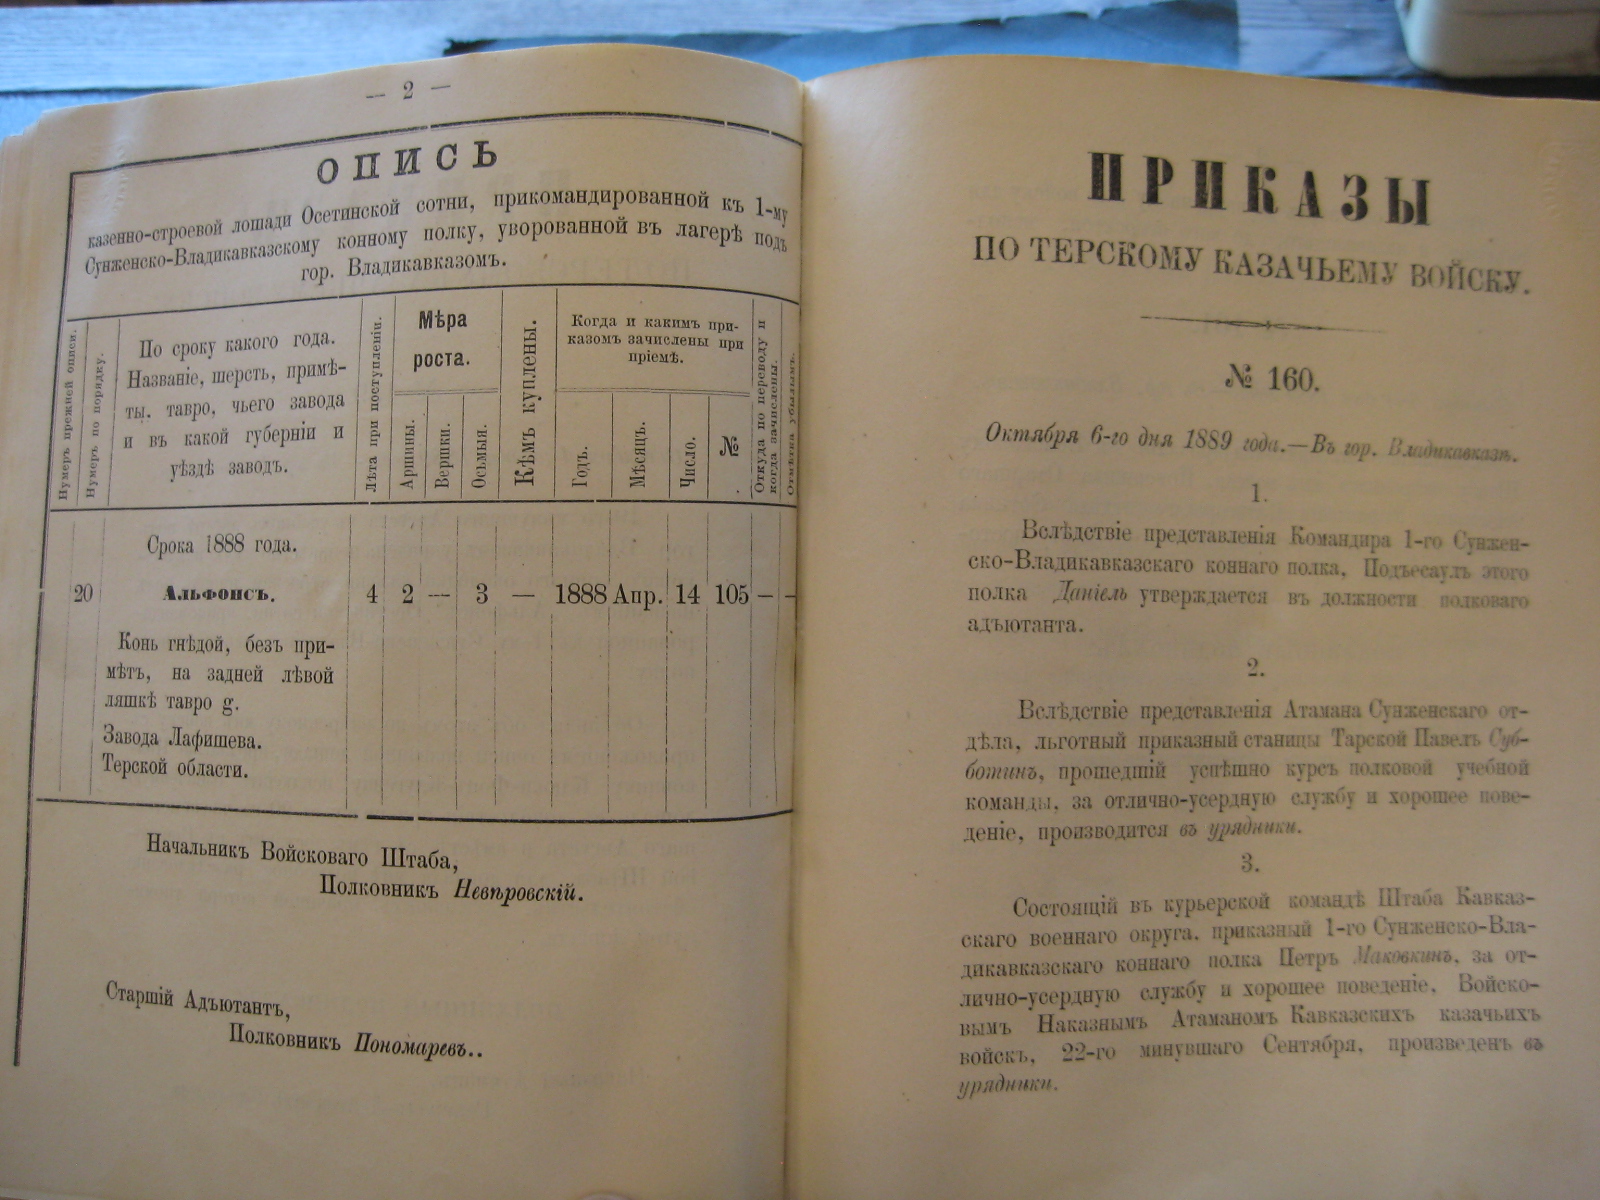 — 2 —
ОПИСЬ
казенно-строевой лошади Осетинской сотни, прикомандированной къ 1-му
Сунженско-Владикавказскому конному полку, уворованной въ лагерѣ подъ
гор. Владикавказомъ.
Нумеръ прежней описи.
Нумеръ по порядку.
По сроку какого года.
Названіе, шерсть, примѣ-
ты. тавро, чьего завода
и въ какой губерніи и
уѣздѣ заводъ.
Лѣта при поступленіи.
Мѣра
роста.
Аршины.
Вершки.
Осьмыя.
Кѣмъ куплены.
Когда и какимъ при-
казомъ зачислены при
пріемѣ.
Годъ.
Мѣсяцъ.
Число.
№
Откуда по переводу и
когда зачислены.
Отмѣтка убылымъ.
Срока 1888 года.
20 Альфонсъ. 4 2 — 3 — 1888 Апр. 14 105 — —
Конь гнѣдой, безъ при-
мѣтъ, на задней лѣвой
ляшкѣ тавро g.
Завода Лафишева.
Терской области.
Начальникъ Войсковаго Штаба,
Полковникъ Невѣровскій.
Старшій Адъютантъ,
Полковникъ Пономаревъ..
ПРИКАЗЫ
ПО ТЕРСКОМУ КАЗАЧЬЕМУ ВОЙСКУ.
№ 160.
Октября 6-го дня 1889 года.—Въ гор. Владикавказѣ.
1.
Вслѣдствіе представленія Командира 1-го Сунжен-
ско-Владикавказскаго коннаго полка, Подъесаулъ этого
полка Даніель утверждается въ должности полковаго
адъютанта.
2.
Вслѣдствіе представленія Атамана Сунженскаго от-
дѣла, льготный приказный станицы Тарской Павелъ Суб-
ботинъ, прошедшій успѣшно курсъ полковой учебной
команды, за отлично-усердную службу и хорошее пове-
деніе, производится въ урядники.
3.
Состоящій въ курьерской командѣ Штаба Кавказ-
скаго военнаго округа. приказный 1-го Сунженско-Вла-
дикавказскаго коннаго полка Петръ Маковкинъ, за от-
лично-усердную службу и хорошее поведеніе, Войско-
вымъ Наказнымъ Атаманомъ Кавказскихъ казачьихъ
войскъ, 22-го минувшаго Сентября, произведенъ въ
урядники.